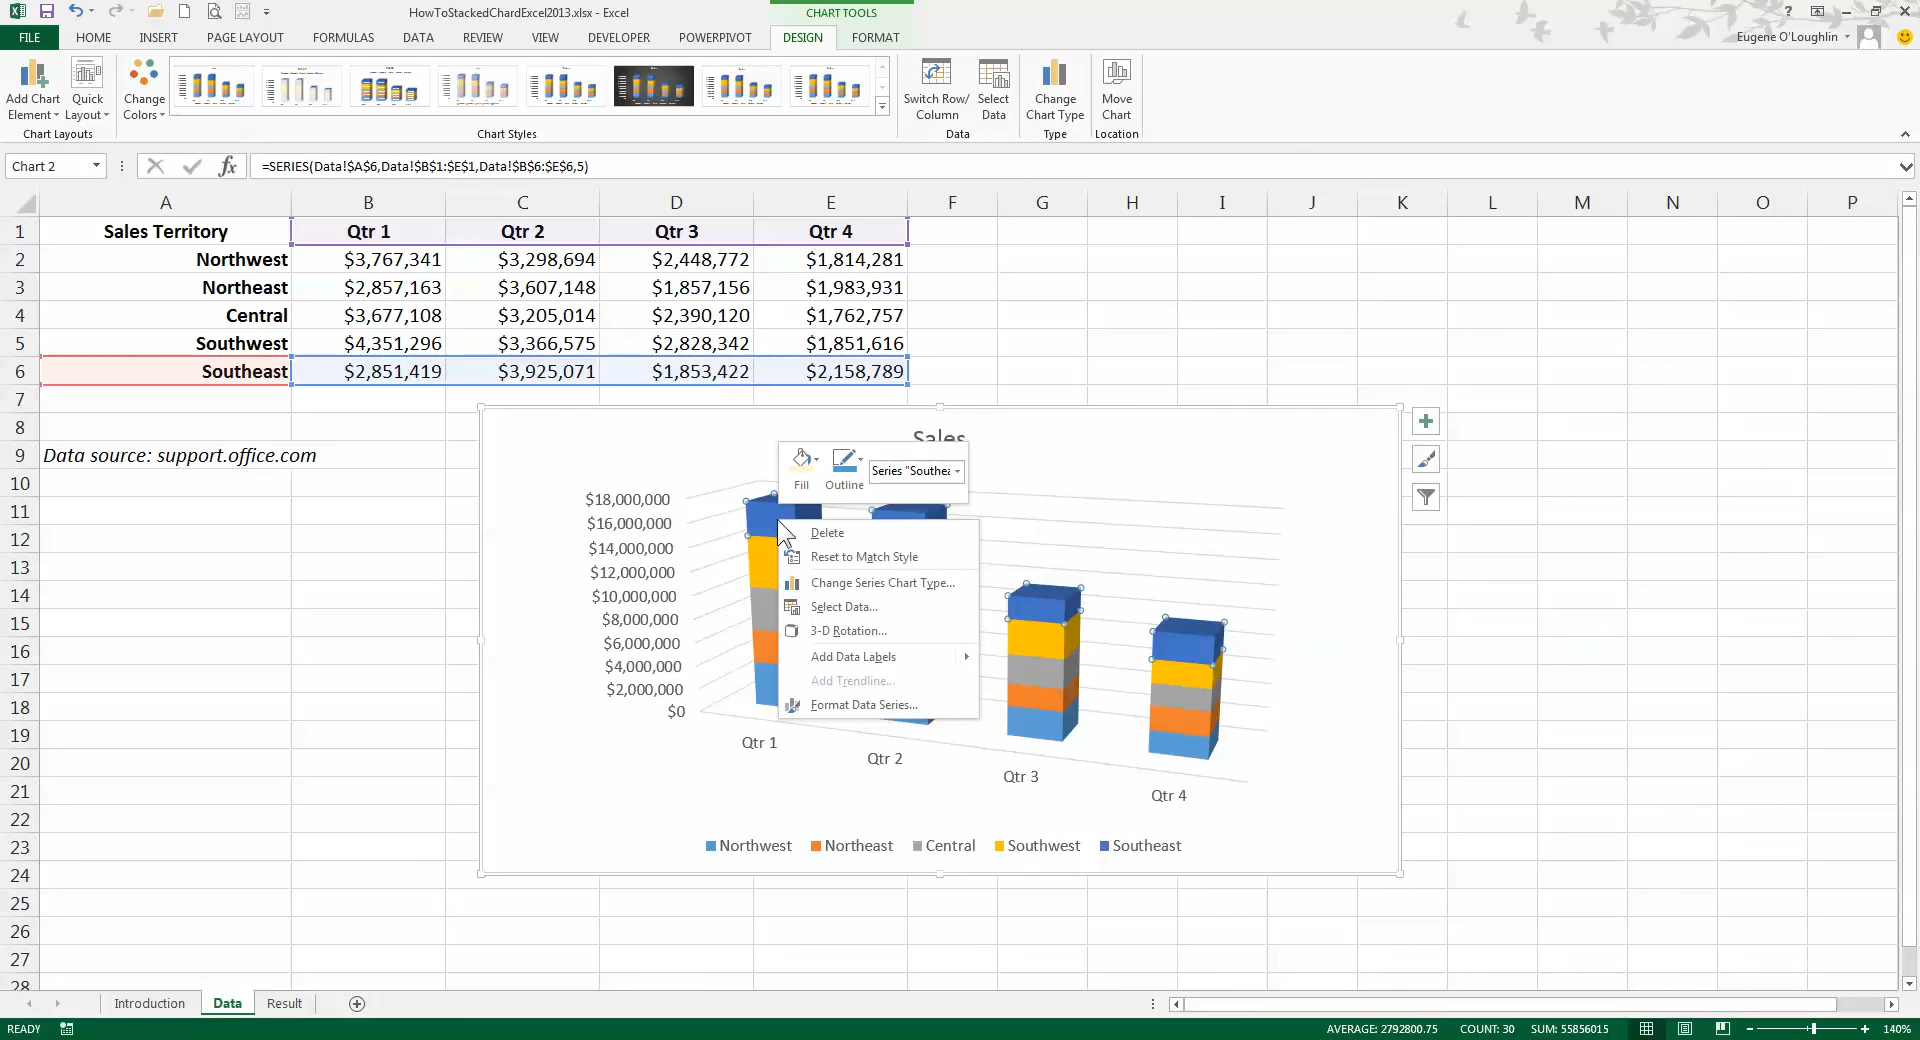 HowToStackedChardExcel2013.xlsx - Excel
CHART TOOLS
FILE HOME INSERT PAGE LAYOUT FORMULAS DATA REVIEW VIEW DEVELOPER POWERPIVOT DESIGN FORMAT
Eugene O'Loughlin
Add Chart Element
Quick Layout
Chart Layouts
Change Colors
Chart Styles
Switch Row/ Column
Select Data
Data
Change Chart Type
Type
Move Chart
Location
Chart 2
fx
=SERIES(Data!$A$6,Data!$B$1:$E$1,Data!$B$6:$E$6,5)
A B C D E F G H I J K L M N O P
1 Sales Territory Qtr 1 Qtr 2 Qtr 3 Qtr 4
2 Northwest $3,767,341 $3,298,694 $2,448,772 $1,814,281
3 Northeast $2,857,163 $3,607,148 $1,857,156 $1,983,931
4 Central $3,677,108 $3,205,014 $2,390,120 $1,762,757
5 Southwest $4,351,296 $3,366,575 $2,828,342 $1,851,616
6 Southeast $2,851,419 $3,925,071 $1,853,422 $2,158,789
7
8
9 Data source: support.office.com
10
11
12
13
14
15
16
17
18
19
20
21
22
23
24
25
26
27
28
Sales
Fill
Outline
Series "Southea
$18,000,000
$16,000,000
$14,000,000
$12,000,000
$10,000,000
$8,000,000
$6,000,000
$4,000,000
$2,000,000
$0
Delete
Reset to Match Style
Change Series Chart Type...
Select Data...
3-D Rotation...
Add Data Labels
Add Trendline...
Format Data Series...
Qtr 1
Qtr 2
Qtr 3
Qtr 4
Northwest Northeast Central Southwest Southeast
Introduction Data Result
READY
AVERAGE: 2792800.75 COUNT: 30 SUM: 55856015
140%